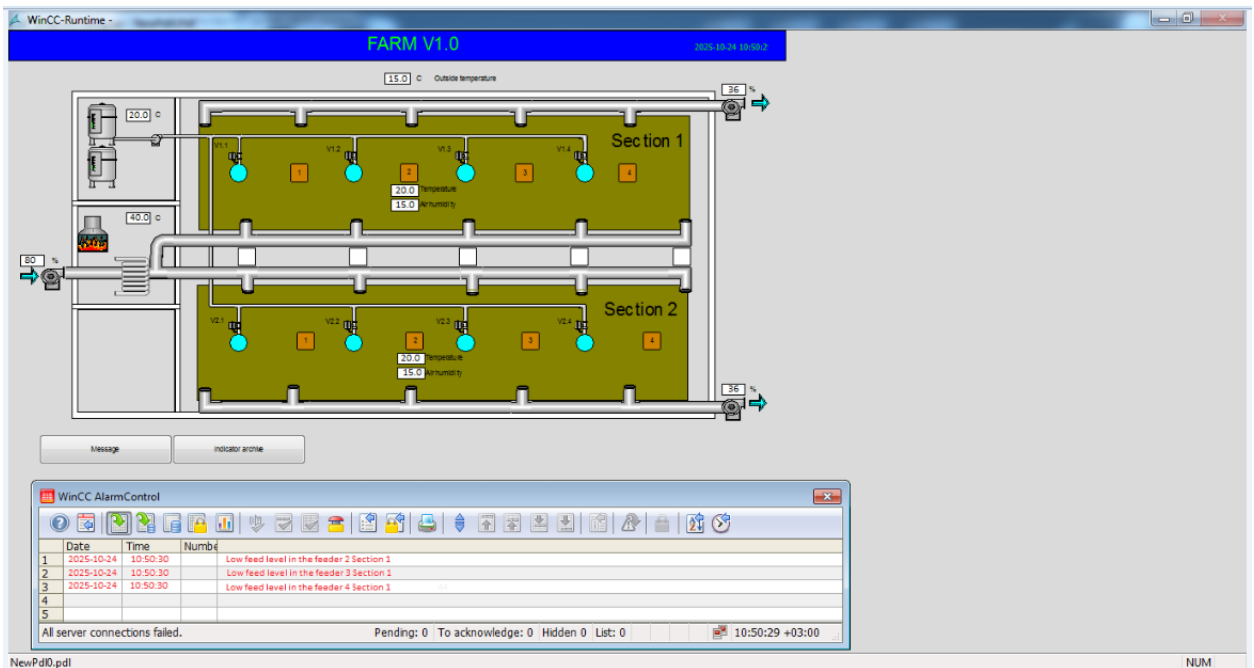 WinCC-Runtime -
FARM V1.0
2025-10-24 10:50:2
15.0 C Outside temperature
36 %
20.0 C
Section 1
V1.1 V1.2 V1.3 V1.4
1 2 3 4
20.0 Temperature
15.0 Air humidity
40.0 C
80 %
Section 2
V2.1 V2.2 V2.3 V2.4
1 2 3 4
20.0 Temperature
15.0 Air humidity
36 %
Message Indicator archive
WinCC AlarmControl
Date Time Numbe
1 2025-10-24 10:50:30 Low feed level in the feeder 2 Section 1
2 2025-10-24 10:50:30 Low feed level in the feeder 3 Section 1
3 2025-10-24 10:50:30 Low feed level in the feeder 4 Section 1
4
5
All server connections failed. Pending: 0 To acknowledge: 0 Hidden 0 List: 0 10:50:29 +03:00
NewPdl0.pdl NUM